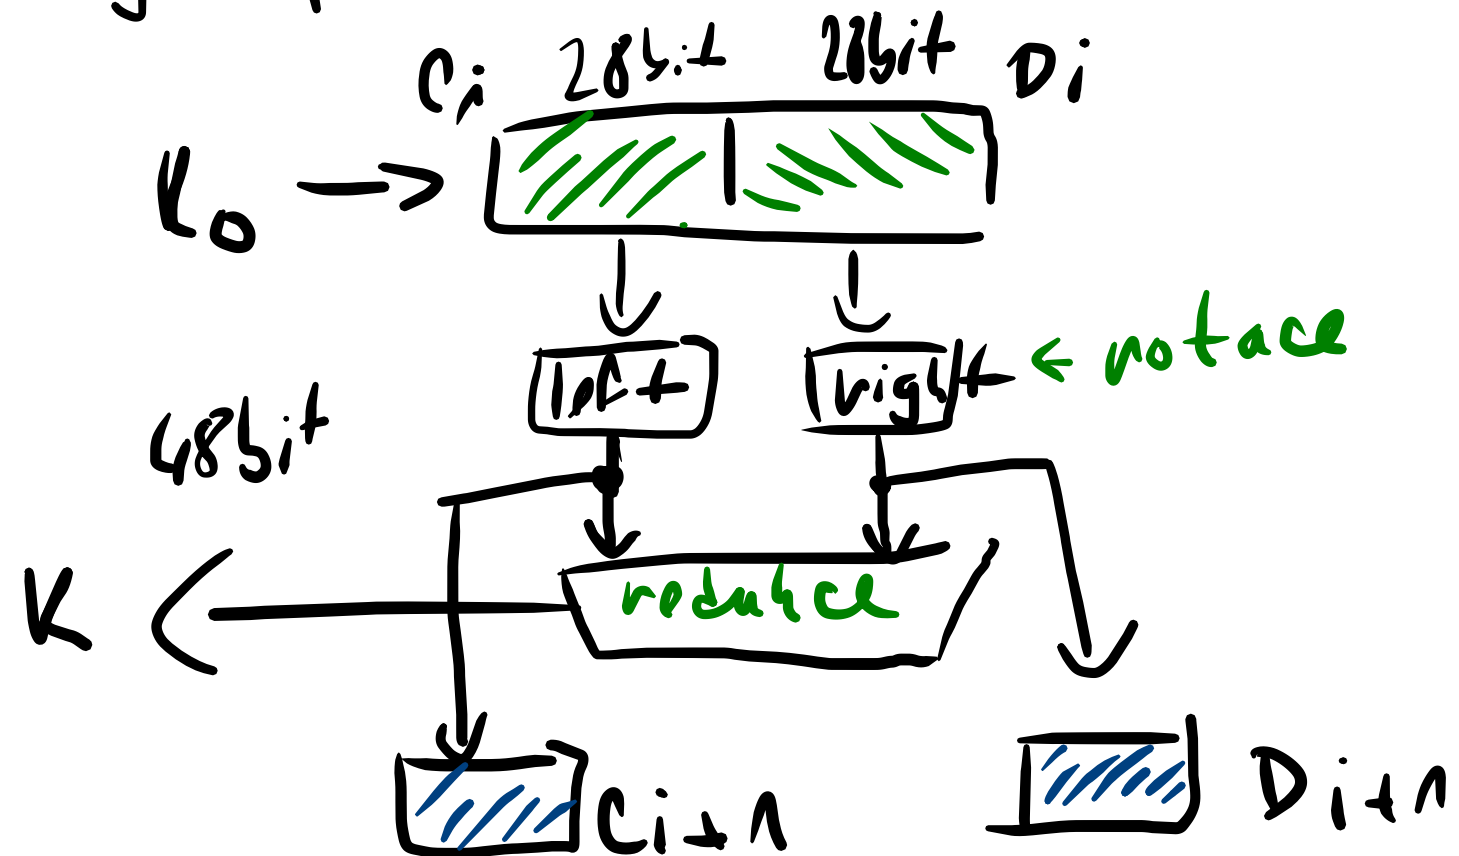 Ci 28bit 28bit Di
K0
left right ← rotace
48bit
K redukce
Ci+1 Di+1